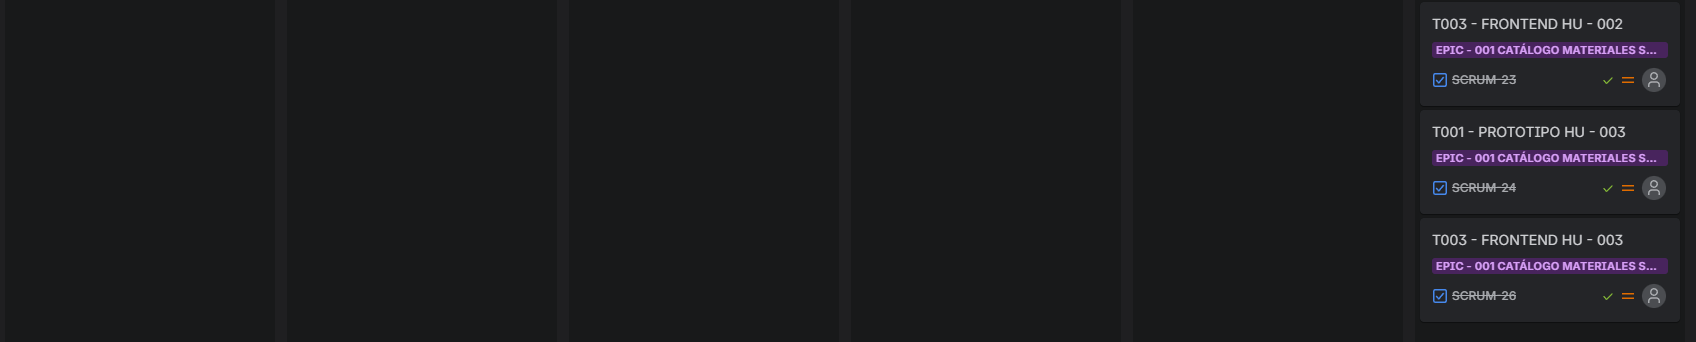 T003 - FRONTEND HU - 002
EPIC - 001 CATÁLOGO MATERIALES S...
SCRUM-23
T001 - PROTOTIPO HU - 003
EPIC - 001 CATÁLOGO MATERIALES S...
SCRUM-24
T003 - FRONTEND HU - 003
EPIC - 001 CATÁLOGO MATERIALES S...
SCRUM-26